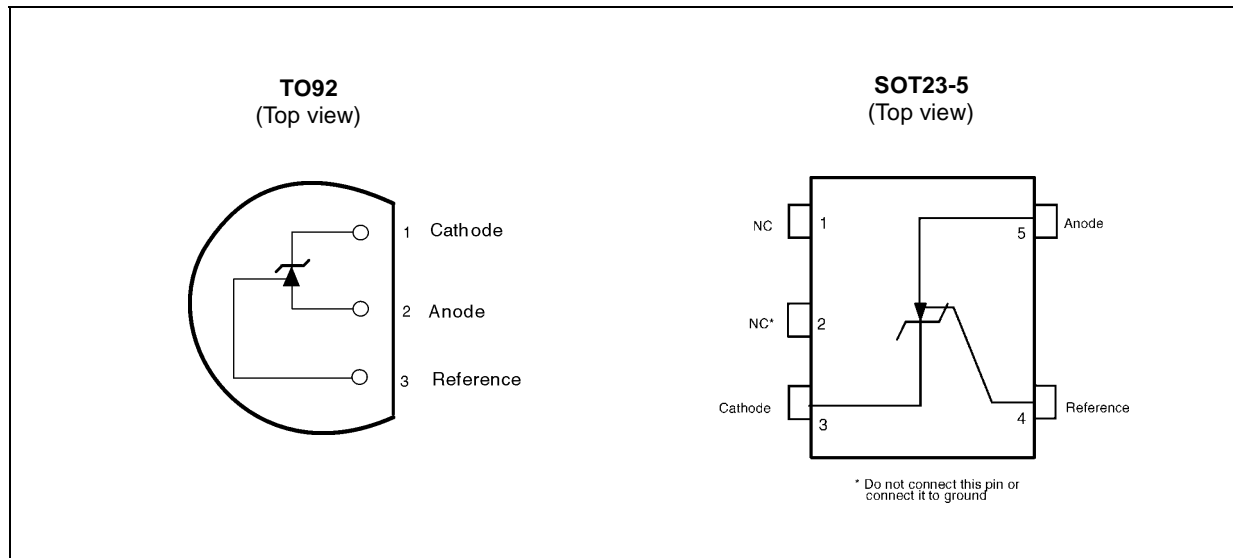 TO92
(Top view)
1 Cathode
2 Anode
3 Reference
SOT23-5
(Top view)
NC 1
5 Anode
NC* 2
Cathode 3
4 Reference
* Do not connect this pin or
connect it to ground